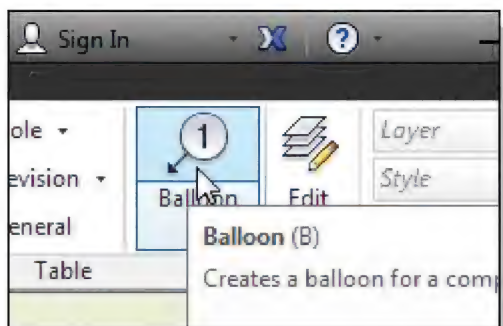 Sign In
?
ole
1
Layer
evision
Balloon
Edit
Style
eneral
Balloon (B)
Table
Creates a balloon for a comp